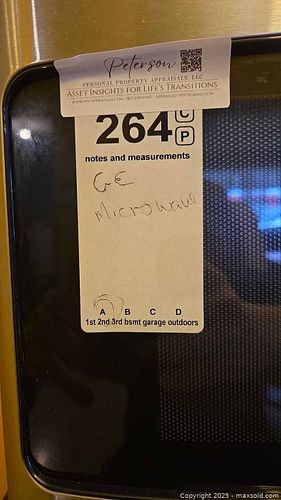 Peterson
PERSONAL PROPERTY APPRAISALS, LLC
ASSET INSIGHTS FOR LIFE'S TRANSITIONS
264 C
P
notes and measurements
GE
Microwave
A B C D
1st 2nd 3rd bsmt garage outdoors
Copyright 2025 - maxsold.com